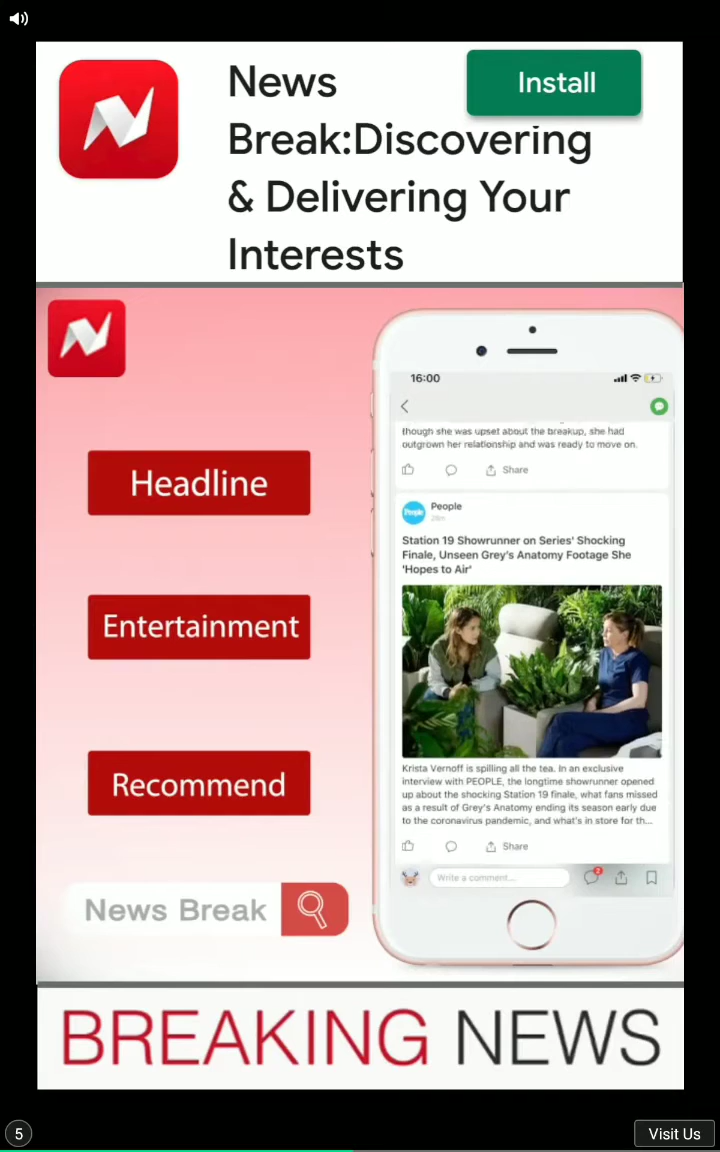 News
Install
Break:Discovering
& Delivering Your
Interests
16:00
though she was upset about the breakup, she had
outgrown her relationship and was ready to move on.
Share
People
People
Station 19 Showrunner on Series' Shocking
Finale, Unseen Grey's Anatomy Footage She
'Hopes to Air'
Krista Vernoff is spilling all the tea. In an exclusive
interview with PEOPLE, the longtime showrunner opened
up about the shocking Station 19 finale, what fans missed
as a result of Grey's Anatomy ending its season early due
to the coronavirus pandemic, and what's in store for th...
Share
Write a comment...
2
Headline
Entertainment
Recommend
News Break
BREAKING NEWS
5
Visit Us